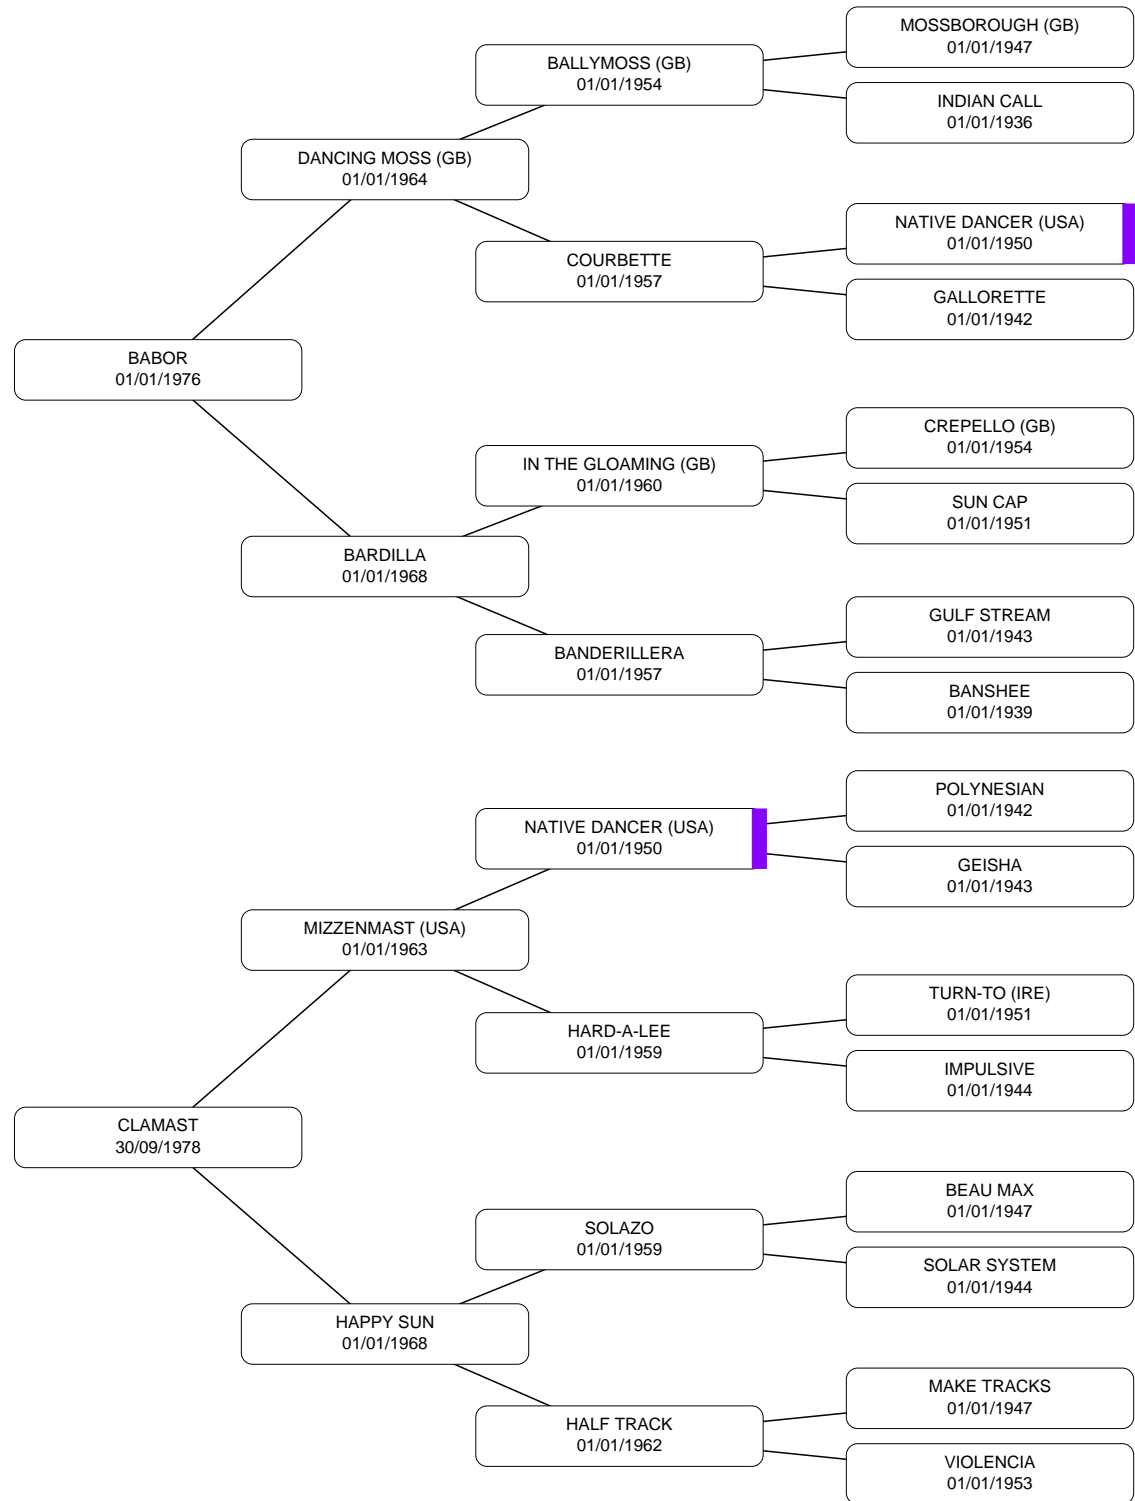 MOSSBOROUGH (GB)
01/01/1947
BALLYMOSS (GB)
01/01/1954
INDIAN CALL
01/01/1936
DANCING MOSS (GB)
01/01/1964
NATIVE DANCER (USA)
01/01/1950
COURBETTE
01/01/1957
GALLORETTE
01/01/1942
BABOR
01/01/1976
CREPELLO (GB)
01/01/1954
IN THE GLOAMING (GB)
01/01/1960
SUN CAP
01/01/1951
BARDILLA
01/01/1968
GULF STREAM
01/01/1943
BANDERILLERA
01/01/1957
BANSHEE
01/01/1939
POLYNESIAN
01/01/1942
NATIVE DANCER (USA)
01/01/1950
GEISHA
01/01/1943
MIZZENMAST (USA)
01/01/1963
TURN-TO (IRE)
01/01/1951
HARD-A-LEE
01/01/1959
IMPULSIVE
01/01/1944
CLAMAST
30/09/1978
BEAU MAX
01/01/1947
SOLAZO
01/01/1959
SOLAR SYSTEM
01/01/1944
HAPPY SUN
01/01/1968
MAKE TRACKS
01/01/1947
HALF TRACK
01/01/1962
VIOLENCIA
01/01/1953